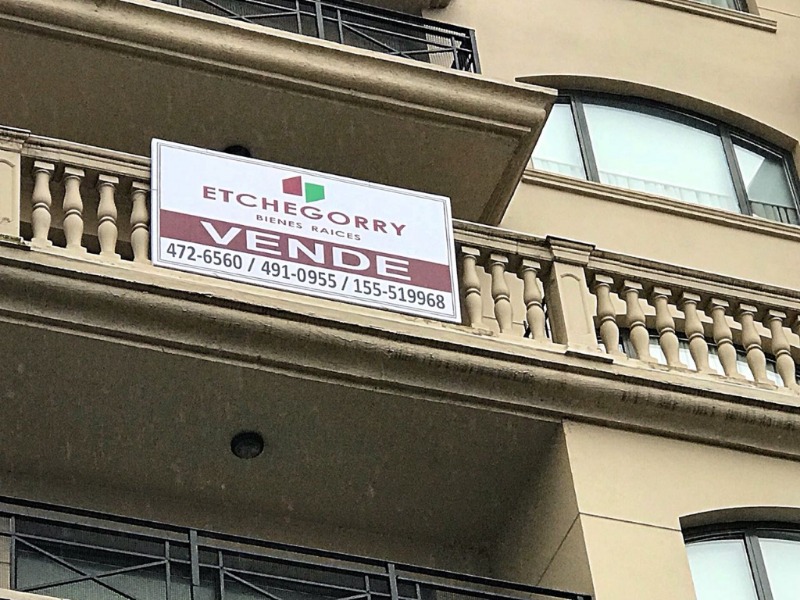 ETCHEGORRY
BIENES RAICES
VENDE
472-6560 / 491-0955 / 155-519968